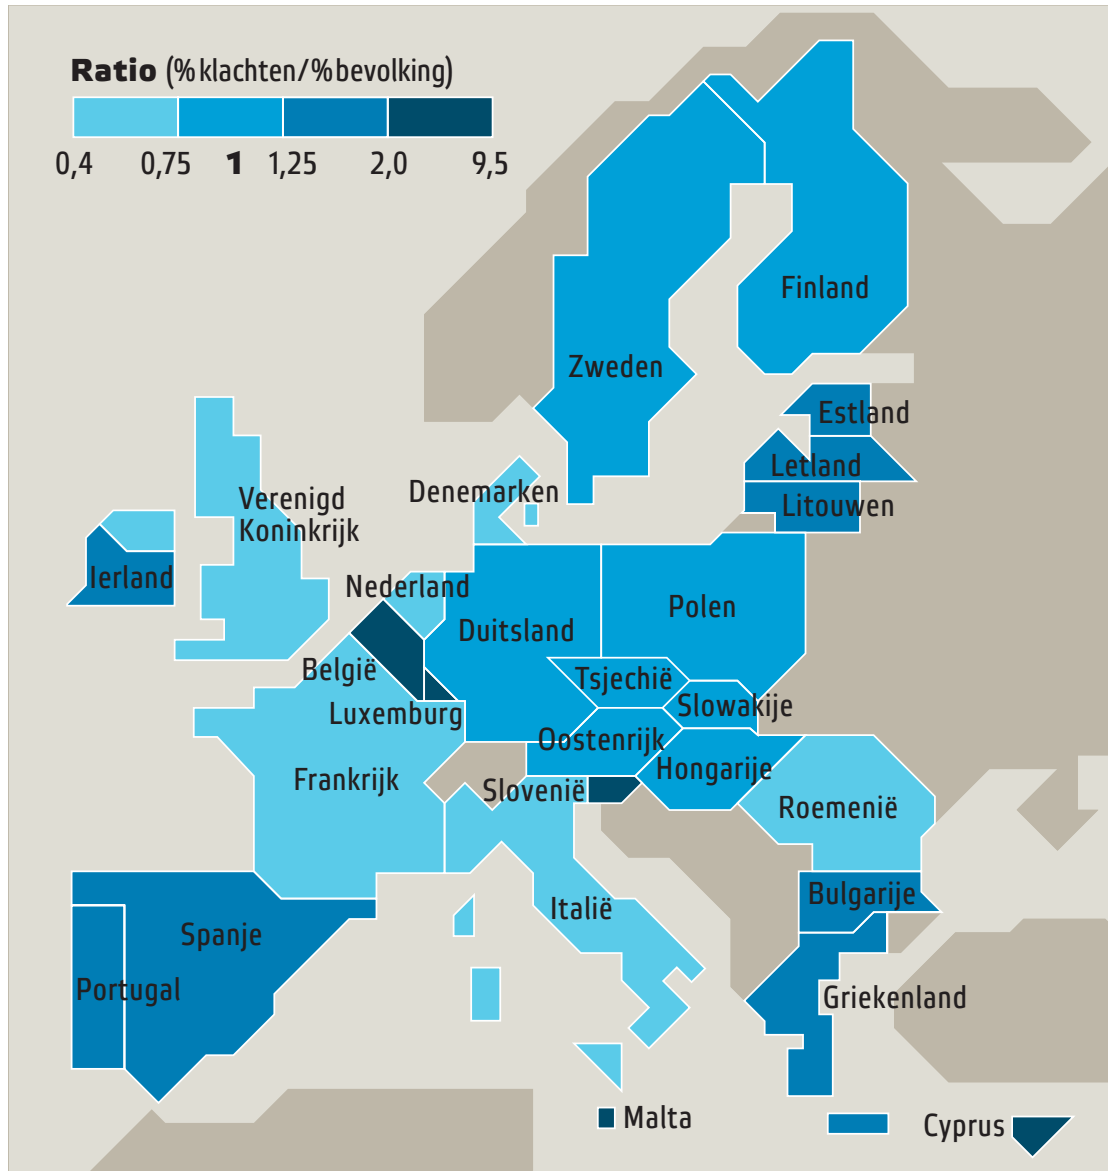 Ratio (% klachten/% bevolking)
0,4 0,75 1 1,25 2,0 9,5
Finland
Zweden
Estland
Letland
Litouwen
Denemarken
Verenigd
Koninkrijk
Ierland
Nederland
Polen
Duitsland
België
Tsjechië
Luxemburg
Slowakije
Oostenrijk
Hongarije
Frankrijk
Slovenië
Roemenië
Bulgarije
Italië
Spanje
Portugal
Griekenland
Malta
Cyprus